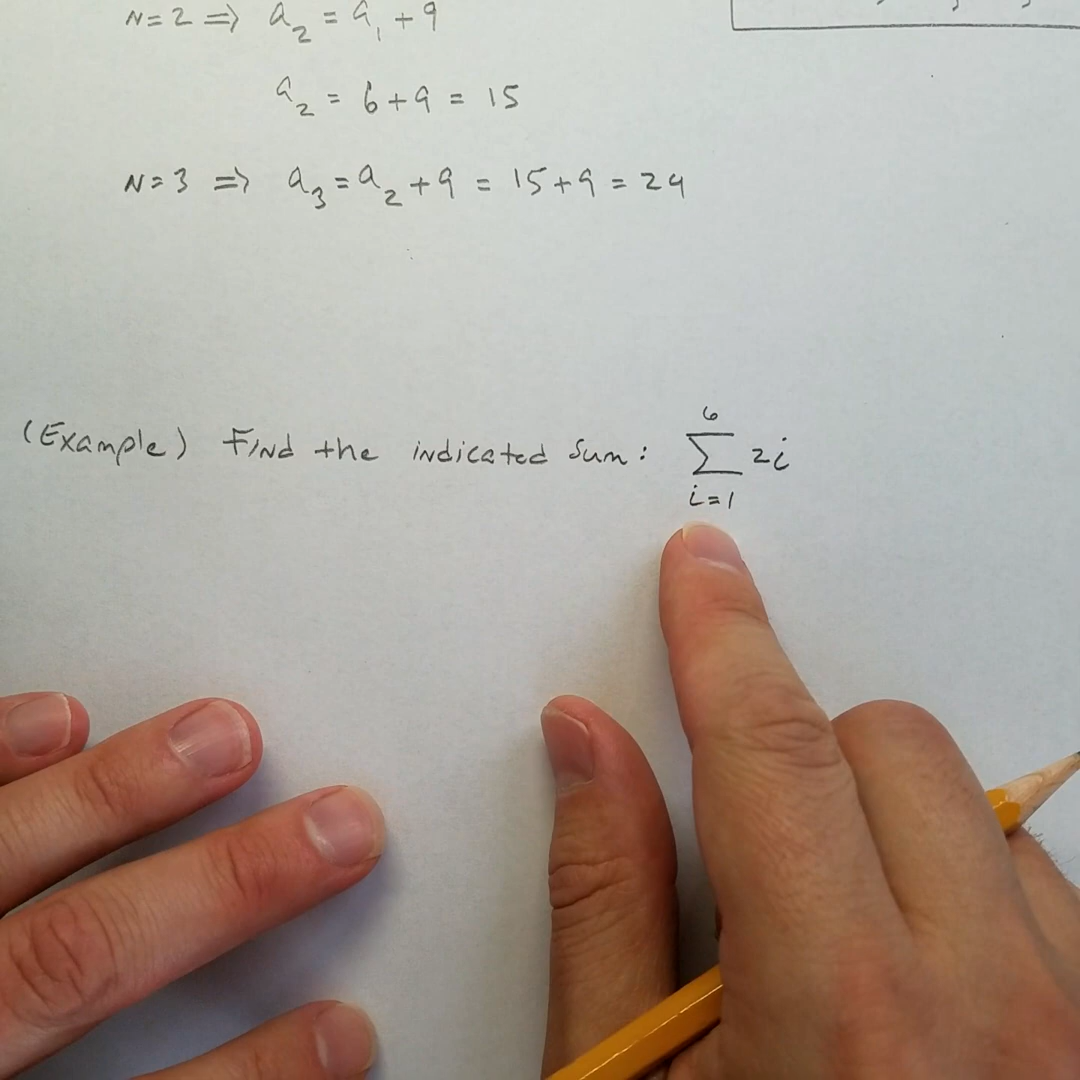 N=2 => a₂ = a₁ + 9
a₂ = 6+9 = 15
N=3 => a₃ = a₂ + 9 = 15+9 = 24
(Example) Find the indicated sum: 6
∑ 2i
i=1